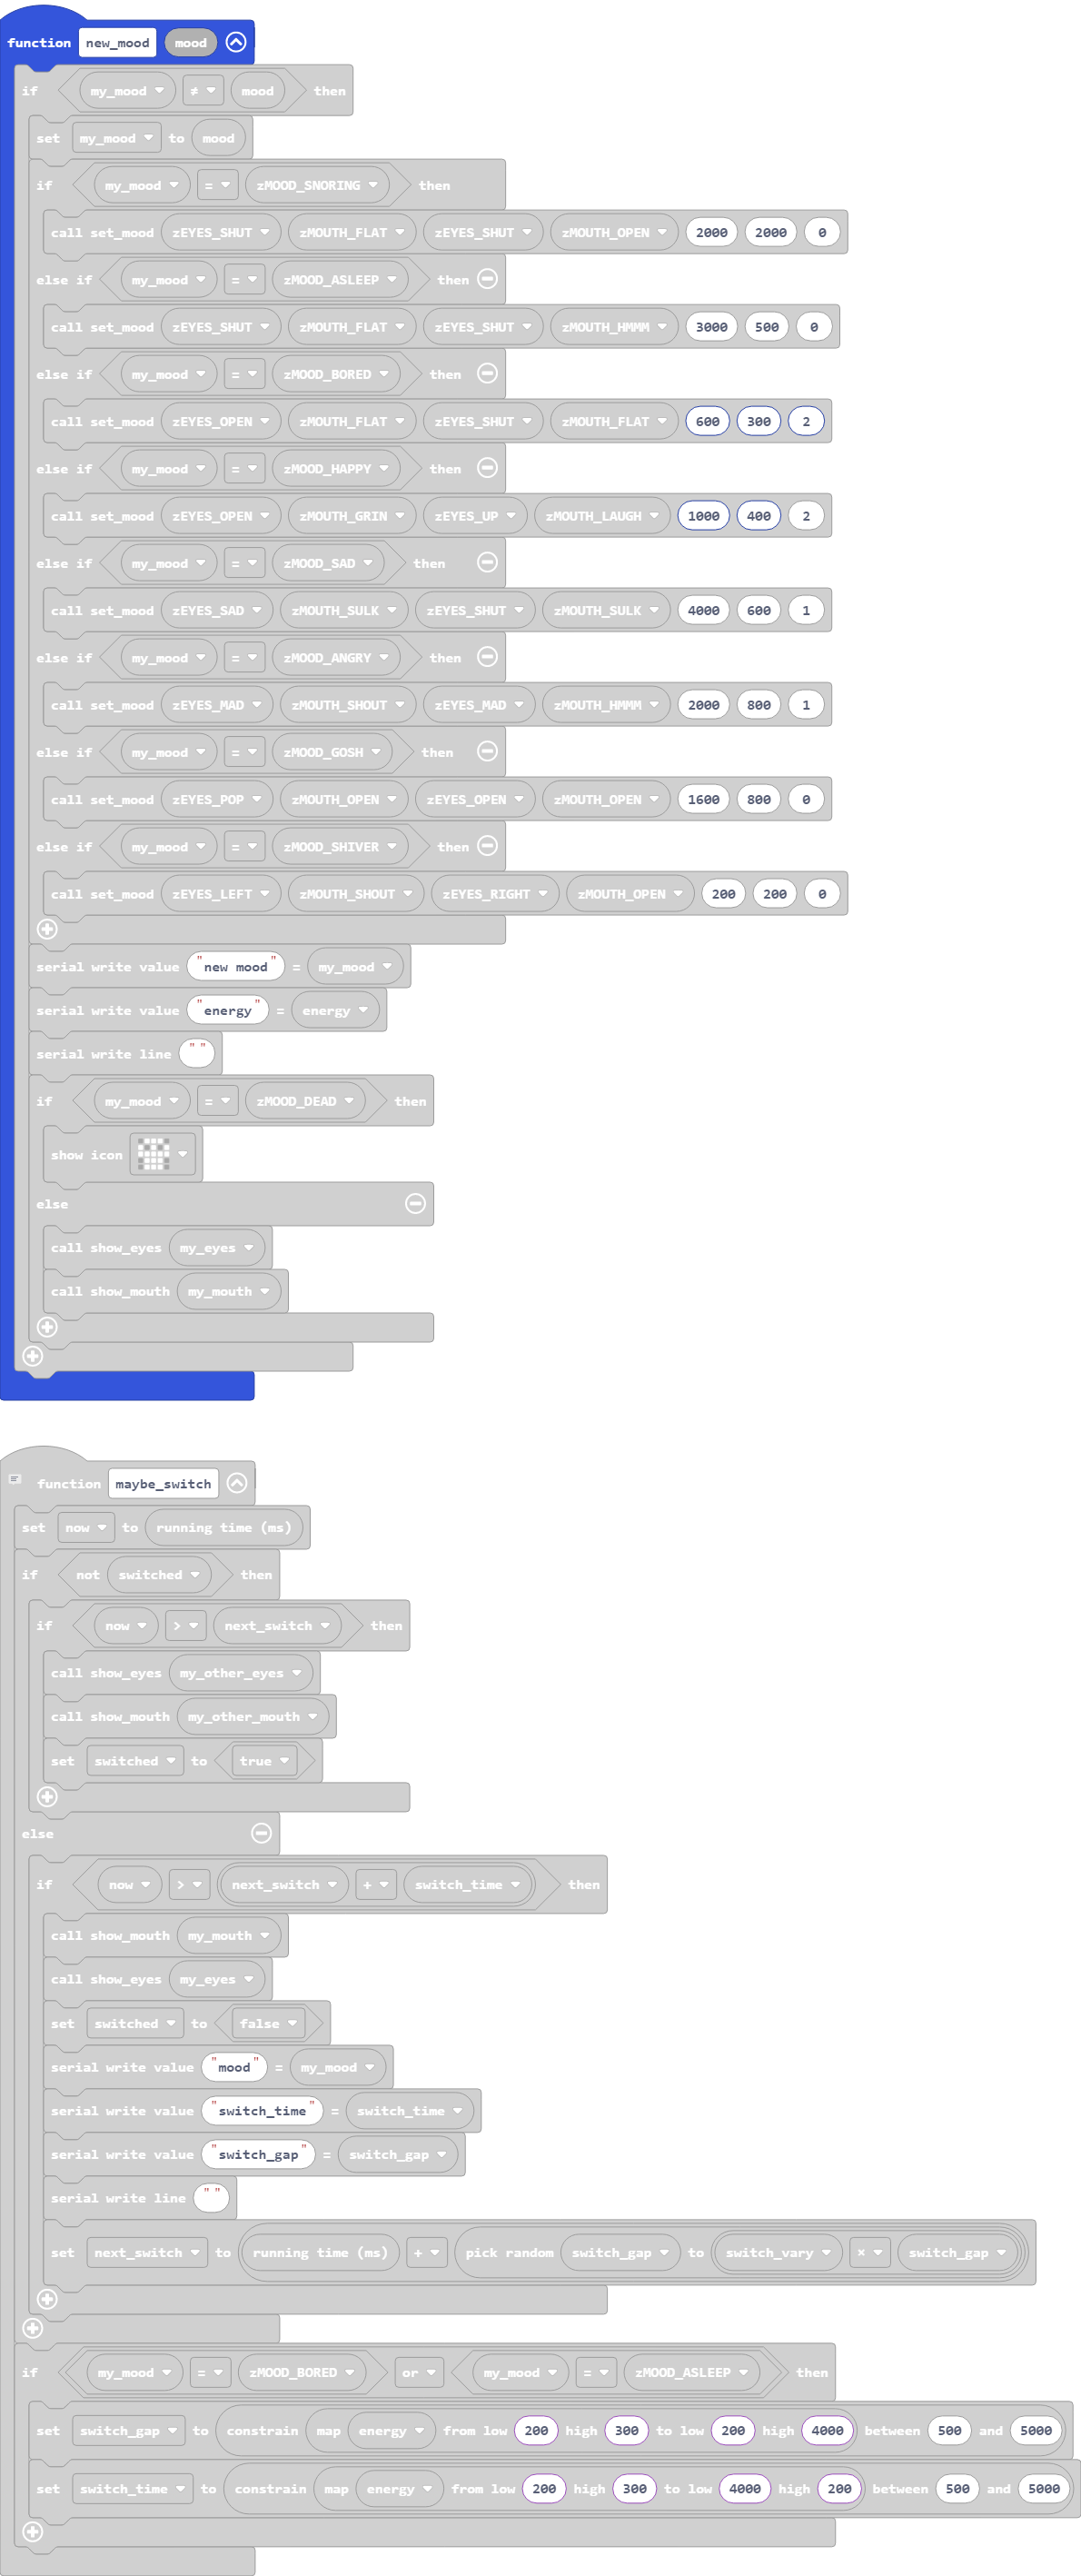 function new_mood mood
if my_mood ≠ mood then
set my_mood to mood
if my_mood = zMOOD_SNORING then
call set_mood zEYES_SHUT zMOUTH_FLAT zEYES_SHUT zMOUTH_OPEN 2000 2000 0
else if my_mood = zMOOD_ASLEEP then
call set_mood zEYES_SHUT zMOUTH_FLAT zEYES_SHUT zMOUTH_HMMM 3000 500 0
else if my_mood = zMOOD_BORED then
call set_mood zEYES_OPEN zMOUTH_FLAT zEYES_SHUT zMOUTH_FLAT 600 300 2
else if my_mood = zMOOD_HAPPY then
call set_mood zEYES_OPEN zMOUTH_GRIN zEYES_UP zMOUTH_LAUGH 1000 400 2
else if my_mood = zMOOD_SAD then
call set_mood zEYES_SAD zMOUTH_SULK zEYES_SHUT zMOUTH_SULK 4000 600 1
else if my_mood = zMOOD_ANGRY then
call set_mood zEYES_MAD zMOUTH_SHOUT zEYES_MAD zMOUTH_HMMM 2000 800 1
else if my_mood = zMOOD_GOSH then
call set_mood zEYES_POP zMOUTH_OPEN zEYES_OPEN zMOUTH_OPEN 1600 800 0
else if my_mood = zMOOD_SHIVER then
call set_mood zEYES_LEFT zMOUTH_SHOUT zEYES_RIGHT zMOUTH_OPEN 200 200 0
serial write value "new mood" = my_mood
serial write value "energy" = energy
serial write line ""
if my_mood = zMOOD_DEAD then
show icon
else
call show_eyes my_eyes
call show_mouth my_mouth
function maybe_switch
set now to running time (ms)
if not switched then
if now > next_switch then
call show_eyes my_other_eyes
call show_mouth my_other_mouth
set switched to true
else
if now > next_switch + switch_time then
call show_mouth my_mouth
call show_eyes my_eyes
set switched to false
serial write value "mood" = my_mood
serial write value "switch_time" = switch_time
serial write value "switch_gap" = switch_gap
serial write line ""
set next_switch to running time (ms) + pick random switch_gap to switch_vary × switch_gap
if my_mood = zMOOD_BORED or my_mood = zMOOD_ASLEEP then
set switch_gap to constrain map energy from low 200 high 300 to low 200 high 4000 between 500 and 5000
set switch_time to constrain map energy from low 200 high 300 to low 4000 high 200 between 500 and 5000